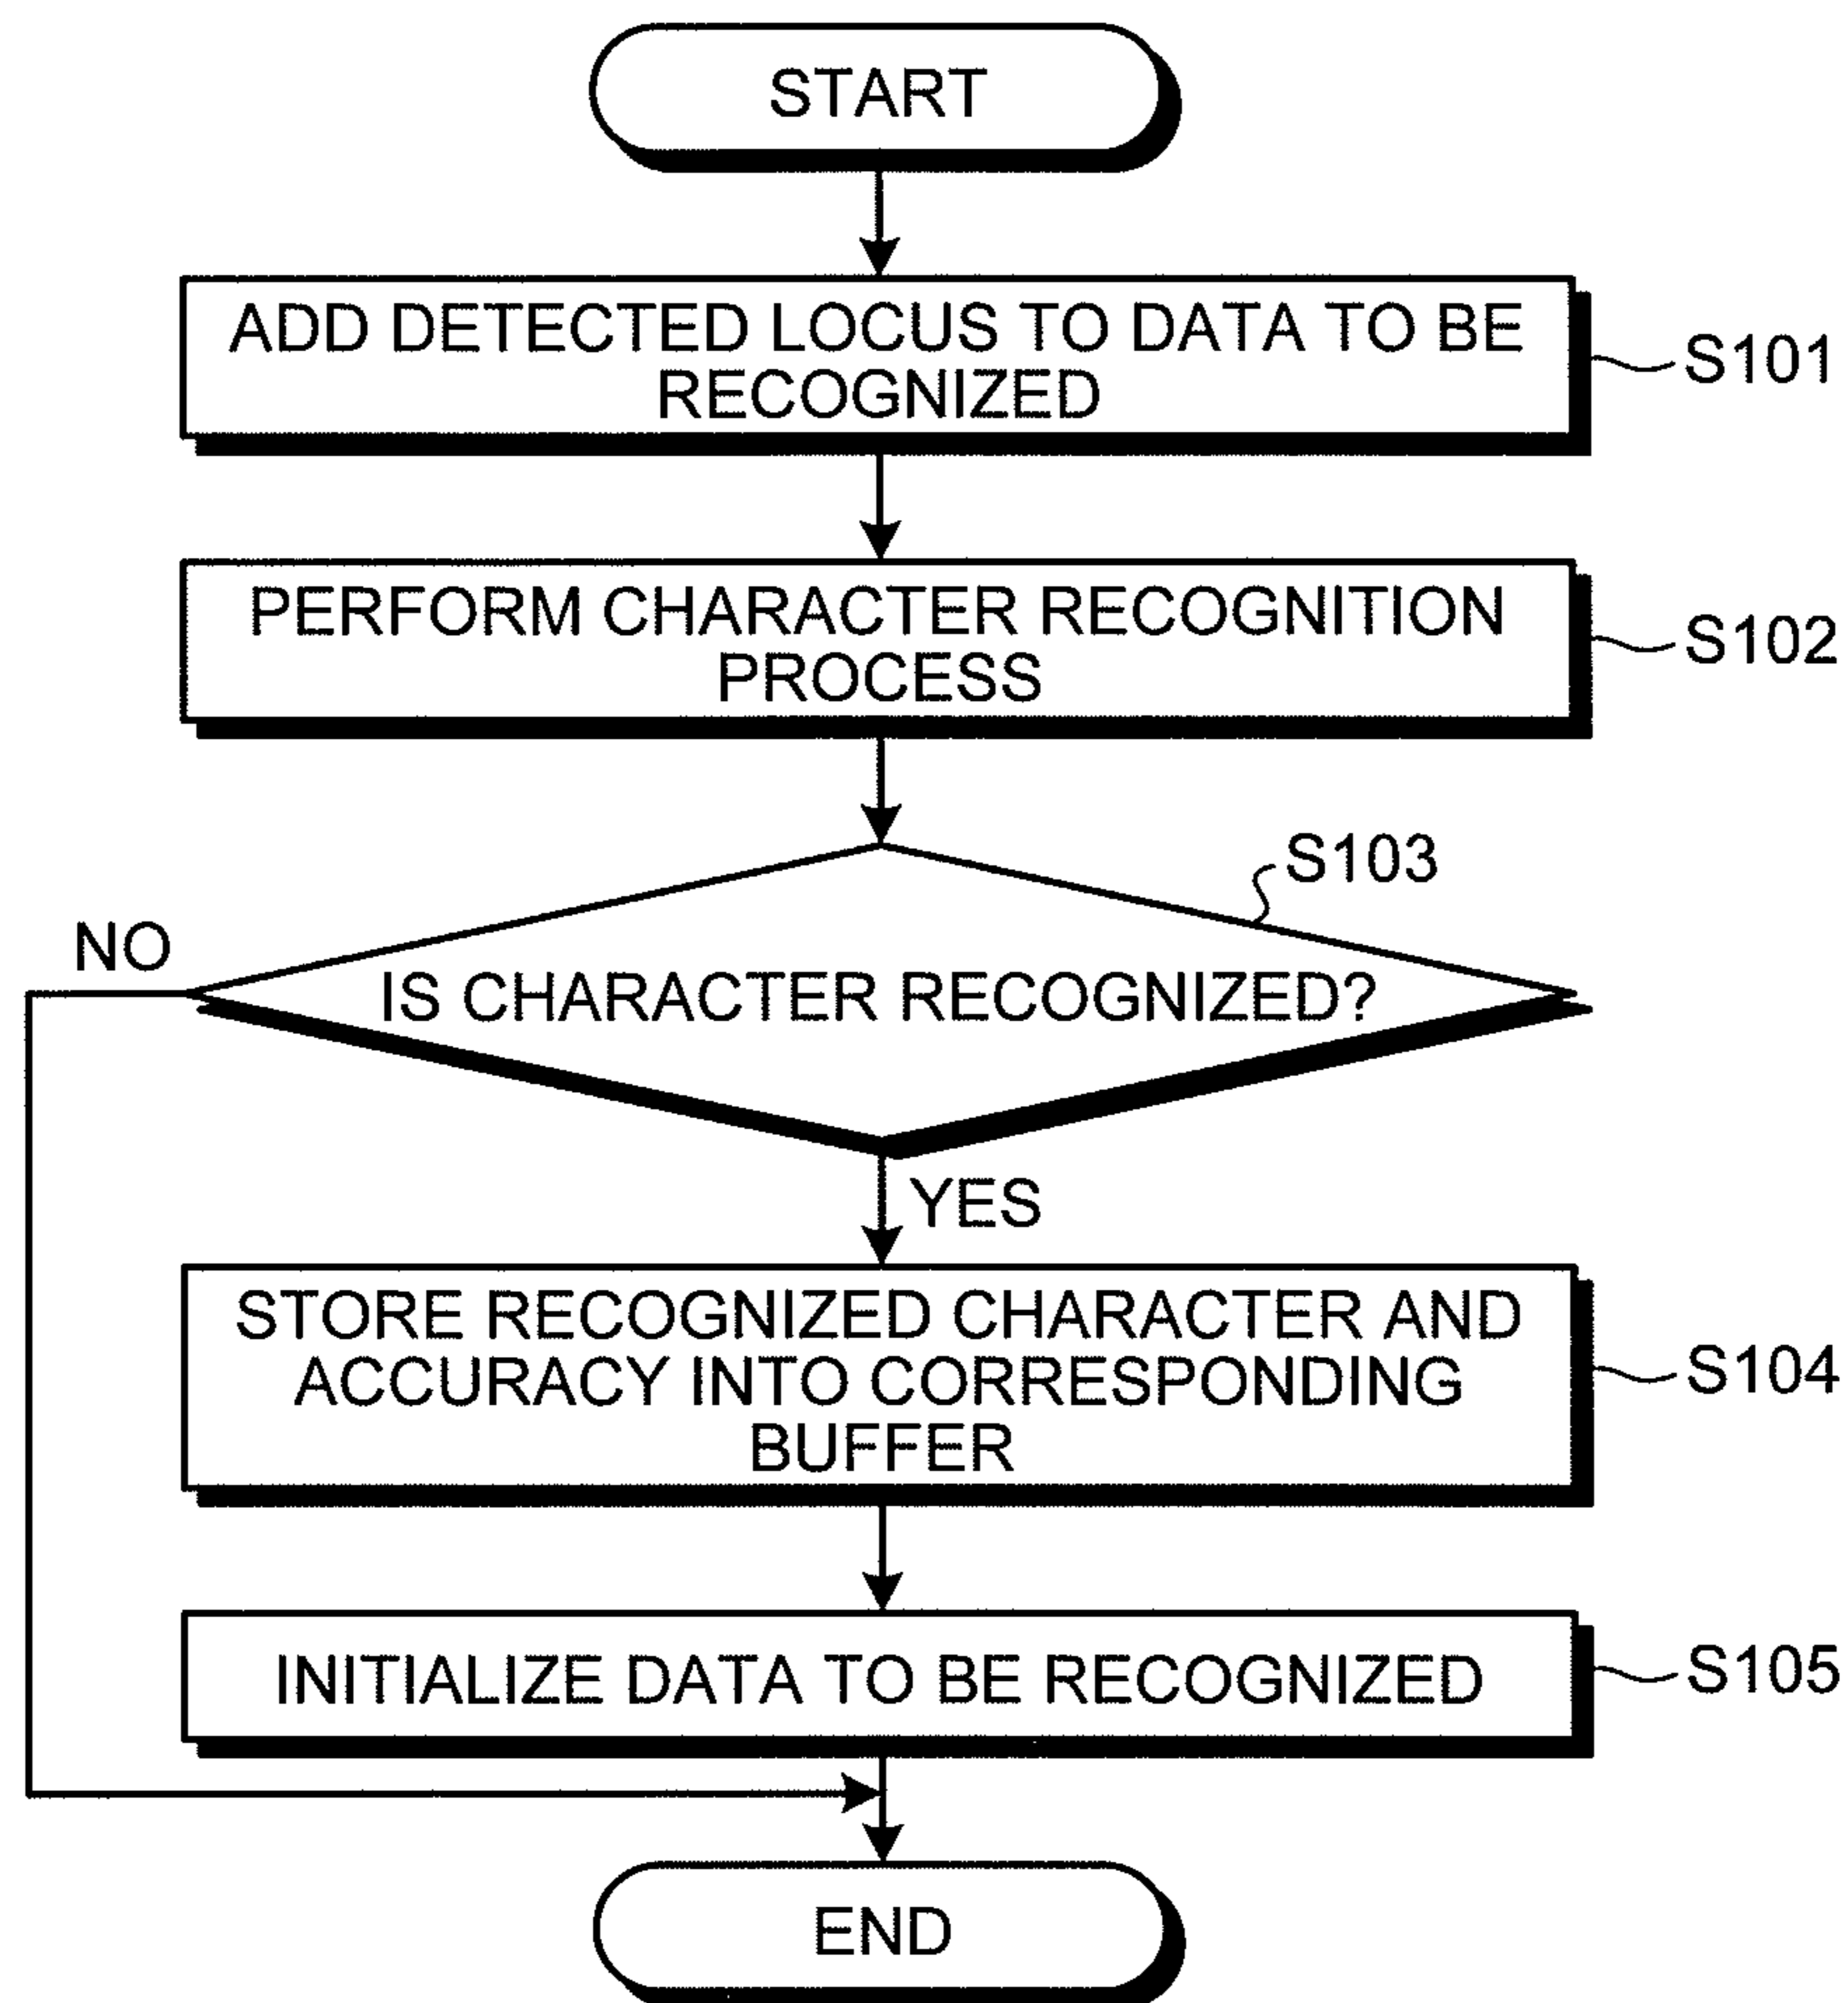 START
ADD DETECTED LOCUS TO DATA TO BE
RECOGNIZED
S101
PERFORM CHARACTER RECOGNITION
PROCESS
S102
S103
NO
IS CHARACTER RECOGNIZED?
YES
STORE RECOGNIZED CHARACTER AND
ACCURACY INTO CORRESPONDING
BUFFER
S104
INITIALIZE DATA TO BE RECOGNIZED
S105
END